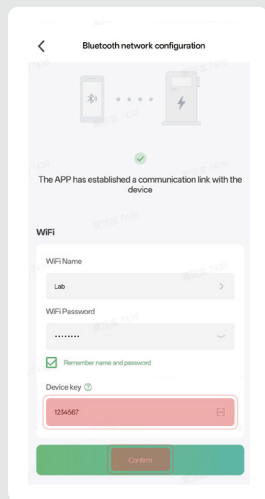 Bluetooth network configuration
The APP has established a communication link with the
device
WiFi
WiFi Name
Lab
WiFi Password
••••••••
Remember name and password
Device key
1234567
Confirm